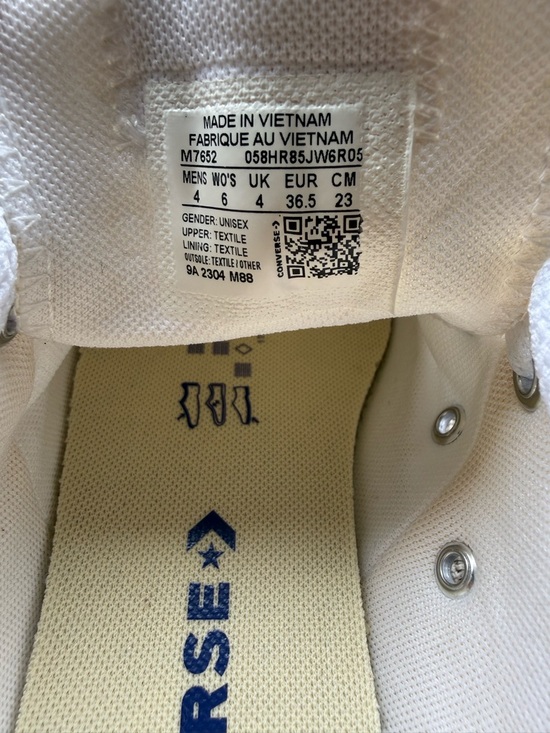 MADE IN VIETNAM
FABRIQUE AU VIETNAM
M7652 058HR85JW6R05
MENS WO'S UK EUR CM
4 6 4 36.5 23
GENDER: UNISEX
UPPER: TEXTILE
LINING: TEXTILE
OUTSOLE: TEXTILE / OTHER
9A 2304 M88
CONVERSE
RSE